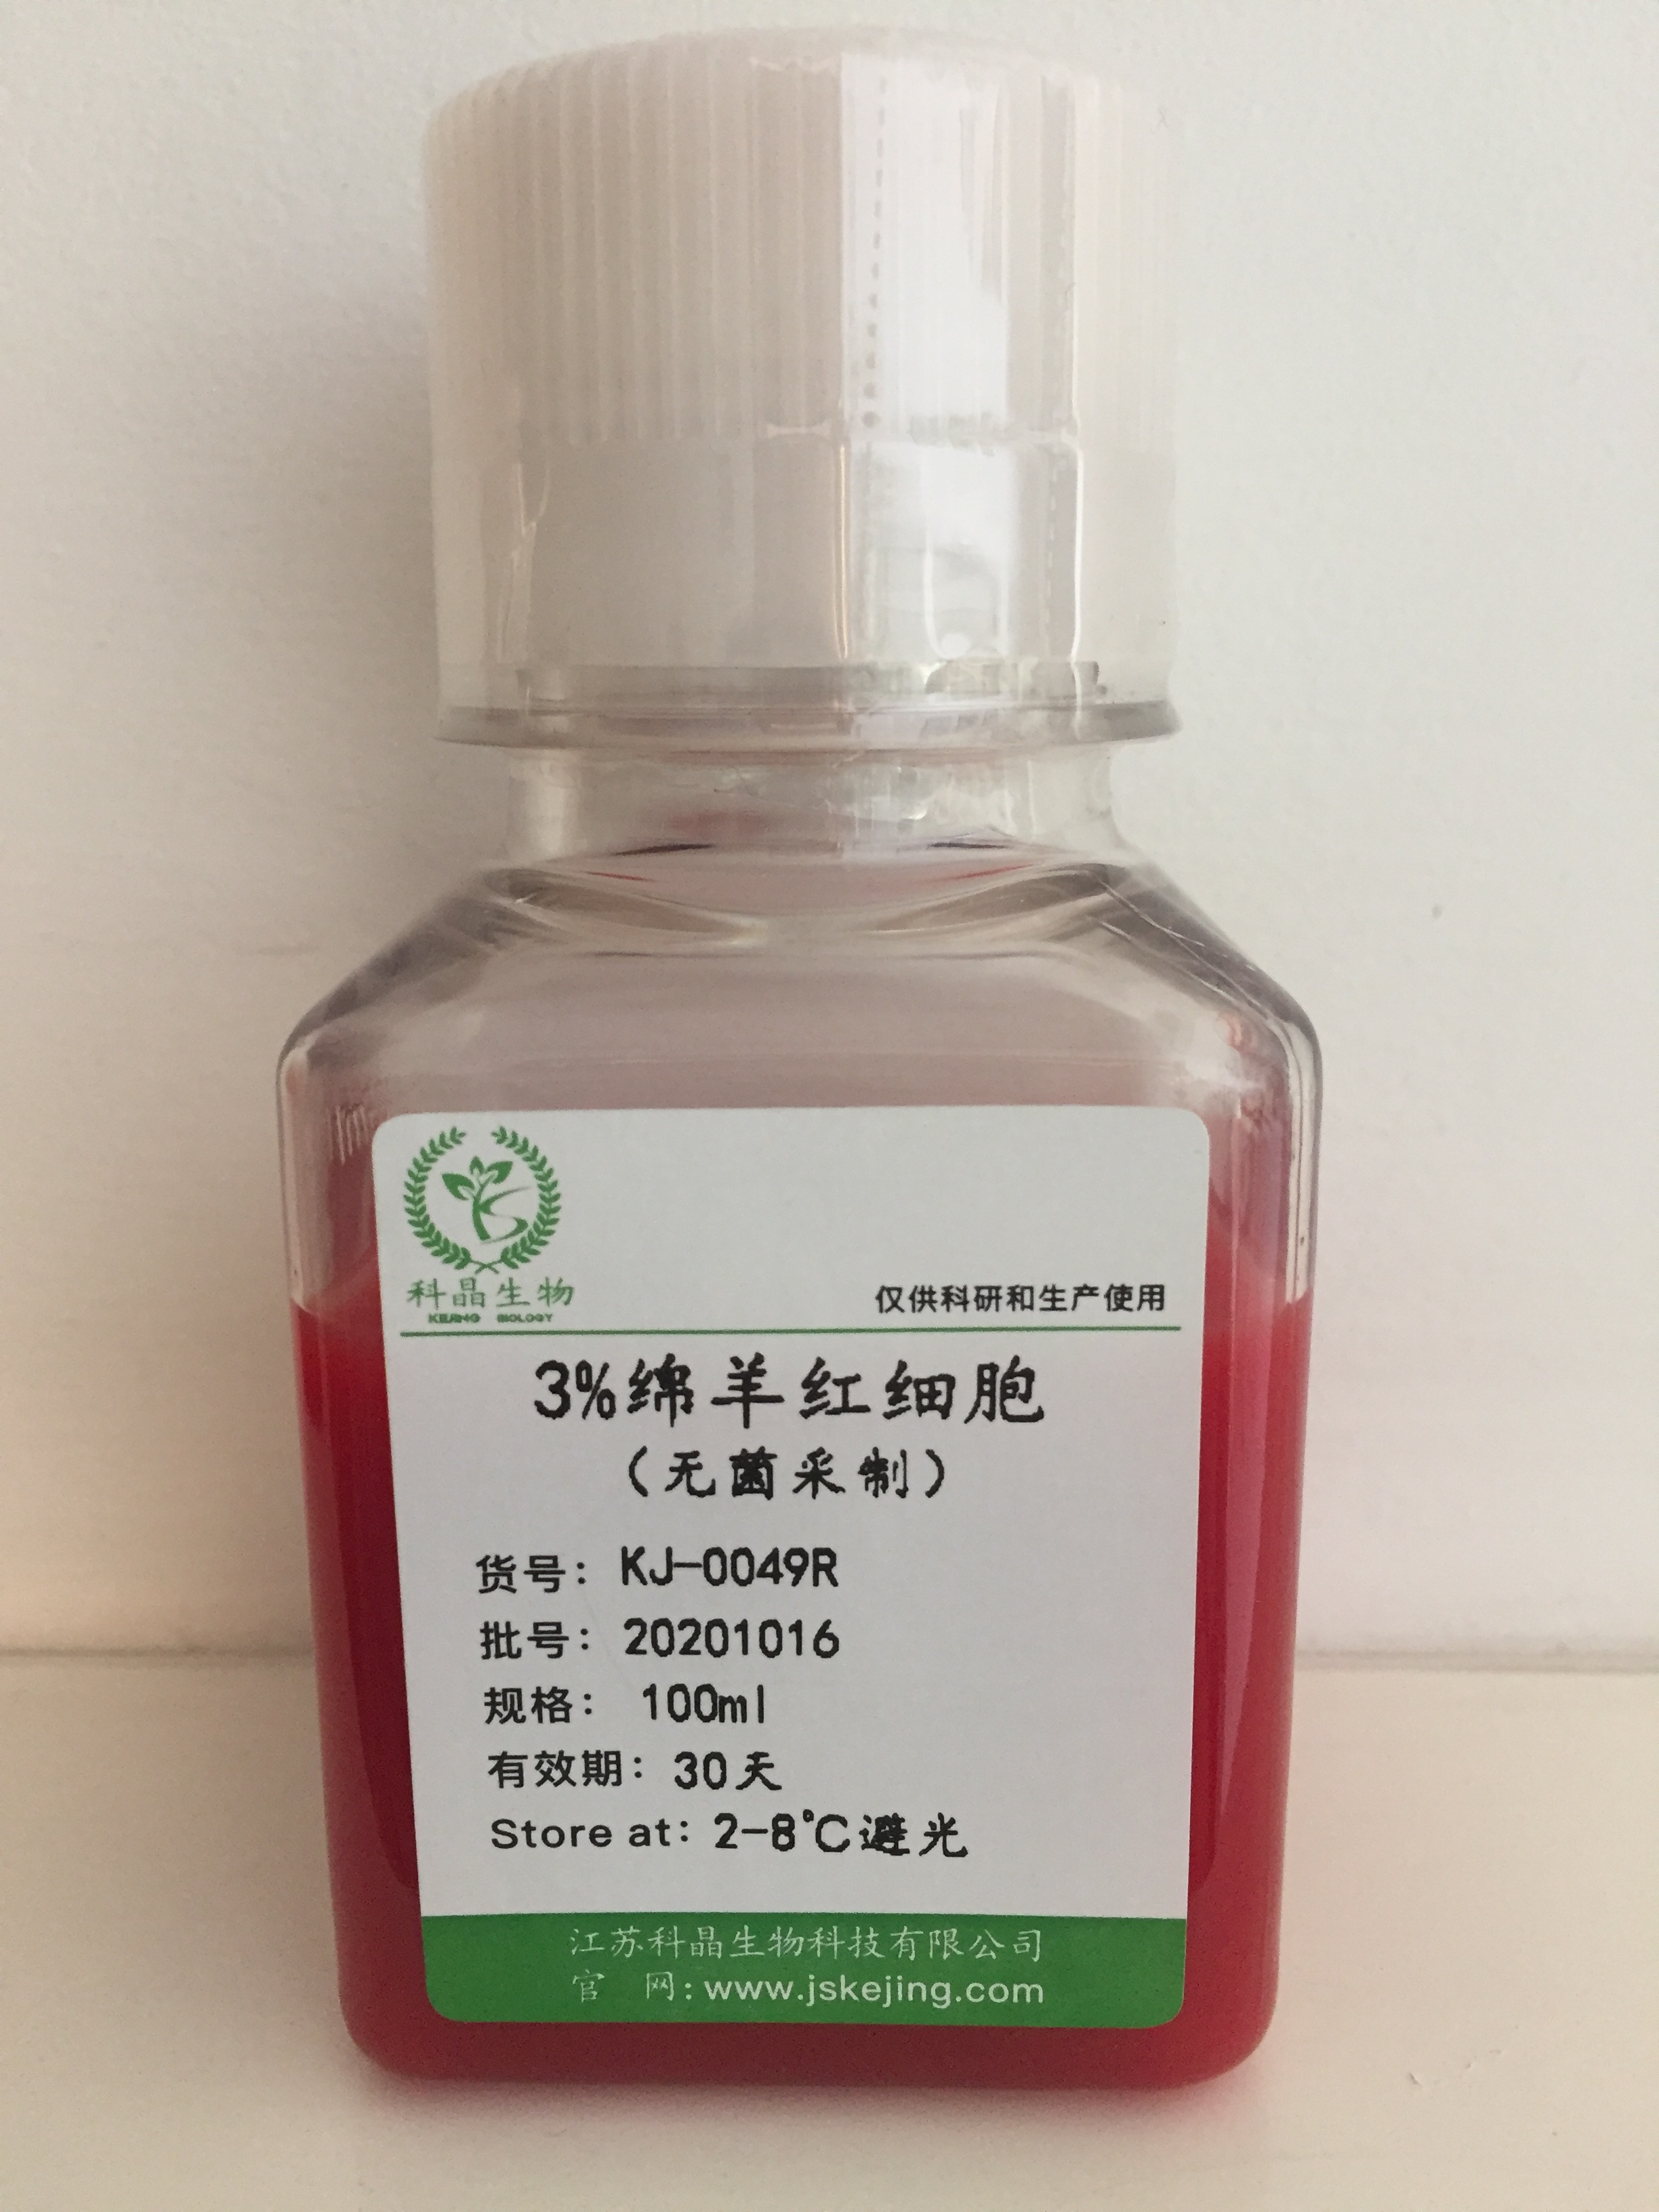 科晶生物
KEJING BIOLOGY
仅供科研和生产使用
3%绵羊红细胞
（无菌采制）
货号：KJ-0049R
批号：20201016
规格：100ml
有效期：30天
Store at：2-8℃避光
江苏科晶生物科技有限公司
官 网：www.jskejing.com